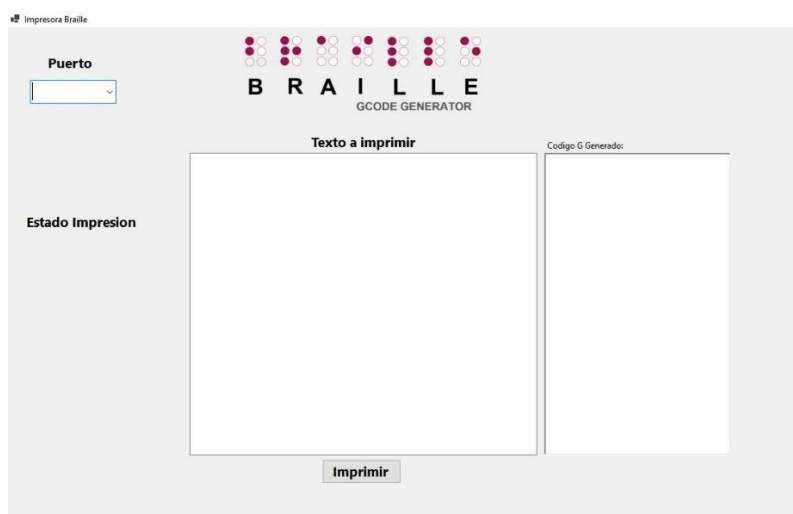 Impresora Braille
Puerto
B R A I L L E
GCODE GENERATOR
Texto a imprimir
Codigo G Generado:
Estado Impresion
Imprimir